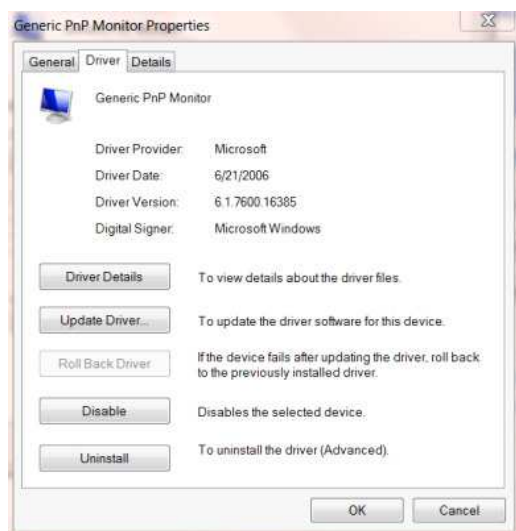 Generic PnP Monitor Properties
General Driver Details
Generic PnP Monitor
Driver Provider: Microsoft
Driver Date: 6/21/2006
Driver Version: 6.1.7600.16385
Digital Signer: Microsoft Windows
Driver Details To view details about the driver files.
Update Driver... To update the driver software for this device.
Roll Back Driver If the device fails after updating the driver, roll back
to the previously installed driver.
Disable Disables the selected device.
Uninstall To uninstall the driver (Advanced).
OK Cancel